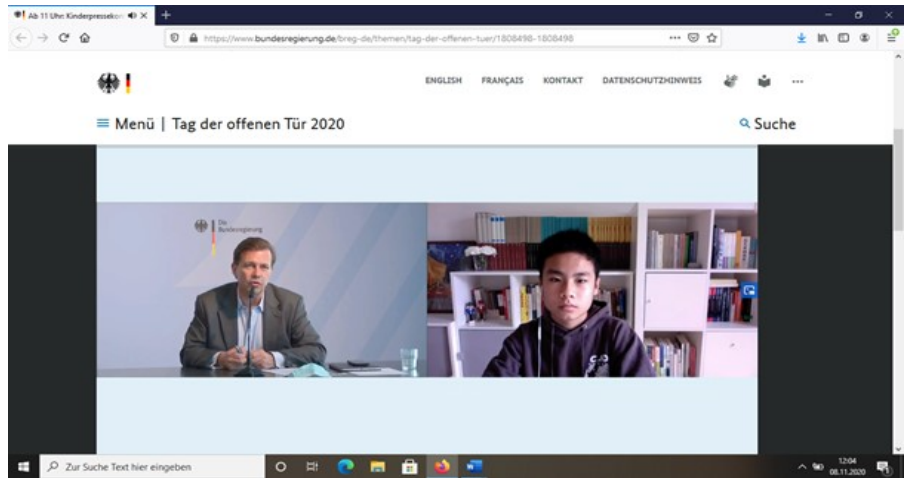 Ab 11 Uhr: Kinderpressekon
https://www.bundesregierung.de/breg-de/themen/tag-der-offenen-tuer/1808498-1808498
ENGLISH FRANÇAIS KONTAKT DATENSCHUTZHINWEIS
Menü | Tag der offenen Tür 2020
Suche
Die
Bundesregierung
Zur Suche Text hier eingeben
12:04
08.11.2020